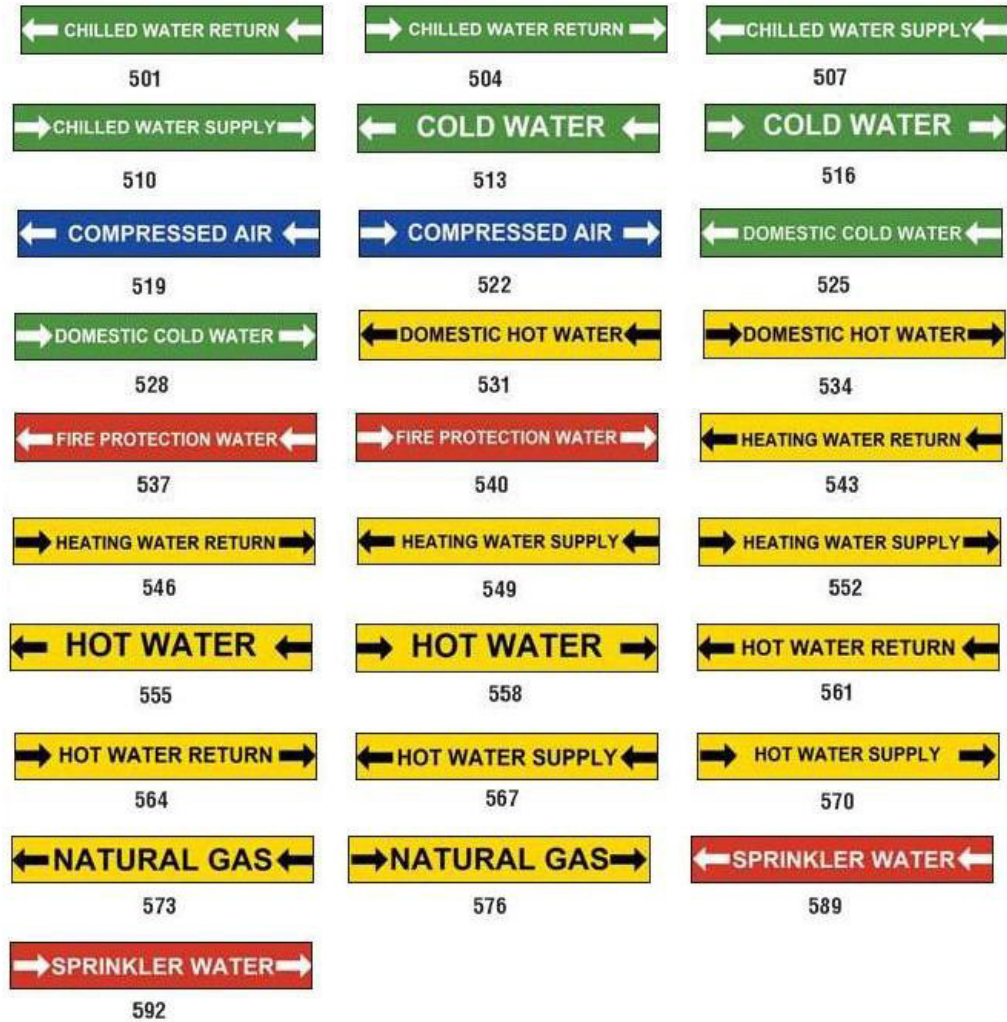 CHILLED WATER RETURN
501
CHILLED WATER RETURN
504
CHILLED WATER SUPPLY
507
CHILLED WATER SUPPLY
510
COLD WATER
513
COLD WATER
516
COMPRESSED AIR
519
COMPRESSED AIR
522
DOMESTIC COLD WATER
525
DOMESTIC COLD WATER
528
DOMESTIC HOT WATER
531
DOMESTIC HOT WATER
534
FIRE PROTECTION WATER
537
FIRE PROTECTION WATER
540
HEATING WATER RETURN
543
HEATING WATER RETURN
546
HEATING WATER SUPPLY
549
HEATING WATER SUPPLY
552
HOT WATER
555
HOT WATER
558
HOT WATER RETURN
561
HOT WATER RETURN
564
HOT WATER SUPPLY
567
HOT WATER SUPPLY
570
NATURAL GAS
573
NATURAL GAS
576
SPRINKLER WATER
589
SPRINKLER WATER
592